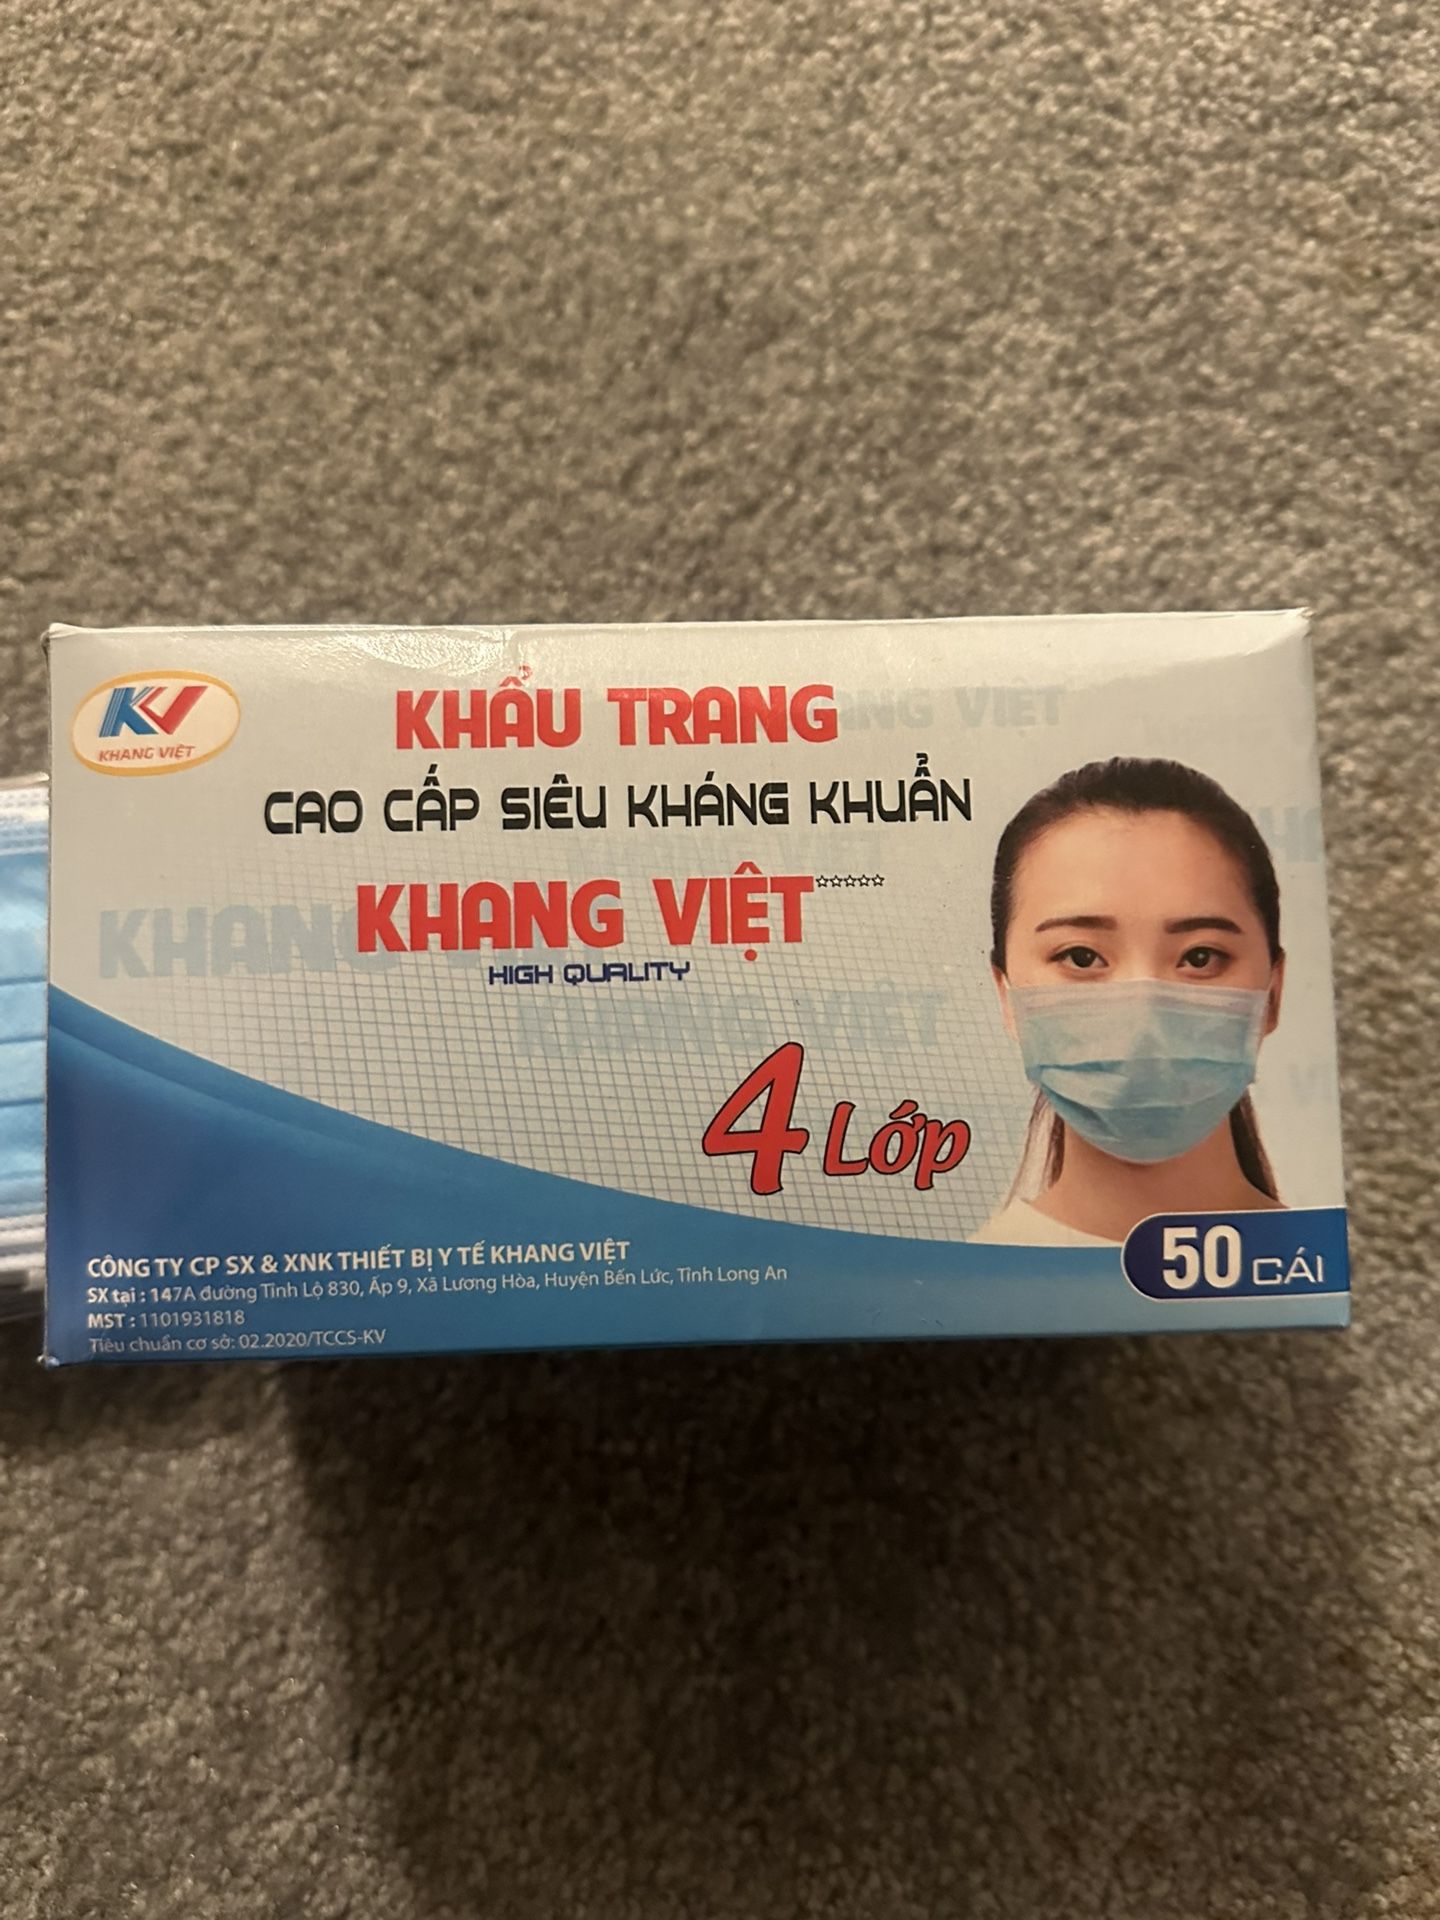 KV
KHANG VIỆT
KHẨU TRANG
CAO CẤP SIÊU KHÁNG KHUẨN
KHANG VIỆT
HIGH QUALITY
4 Lớp
50 CÁI
CÔNG TY CP SX & XNK THIẾT BỊ Y TẾ KHANG VIỆT
SX tại : 147A đường Tỉnh Lộ 830, Ấp 9, Xã Lương Hòa, Huyện Bến Lức, Tỉnh Long An
MST : 1101931818
Tiêu chuẩn cơ sở: 02.2020/TCCS-KV